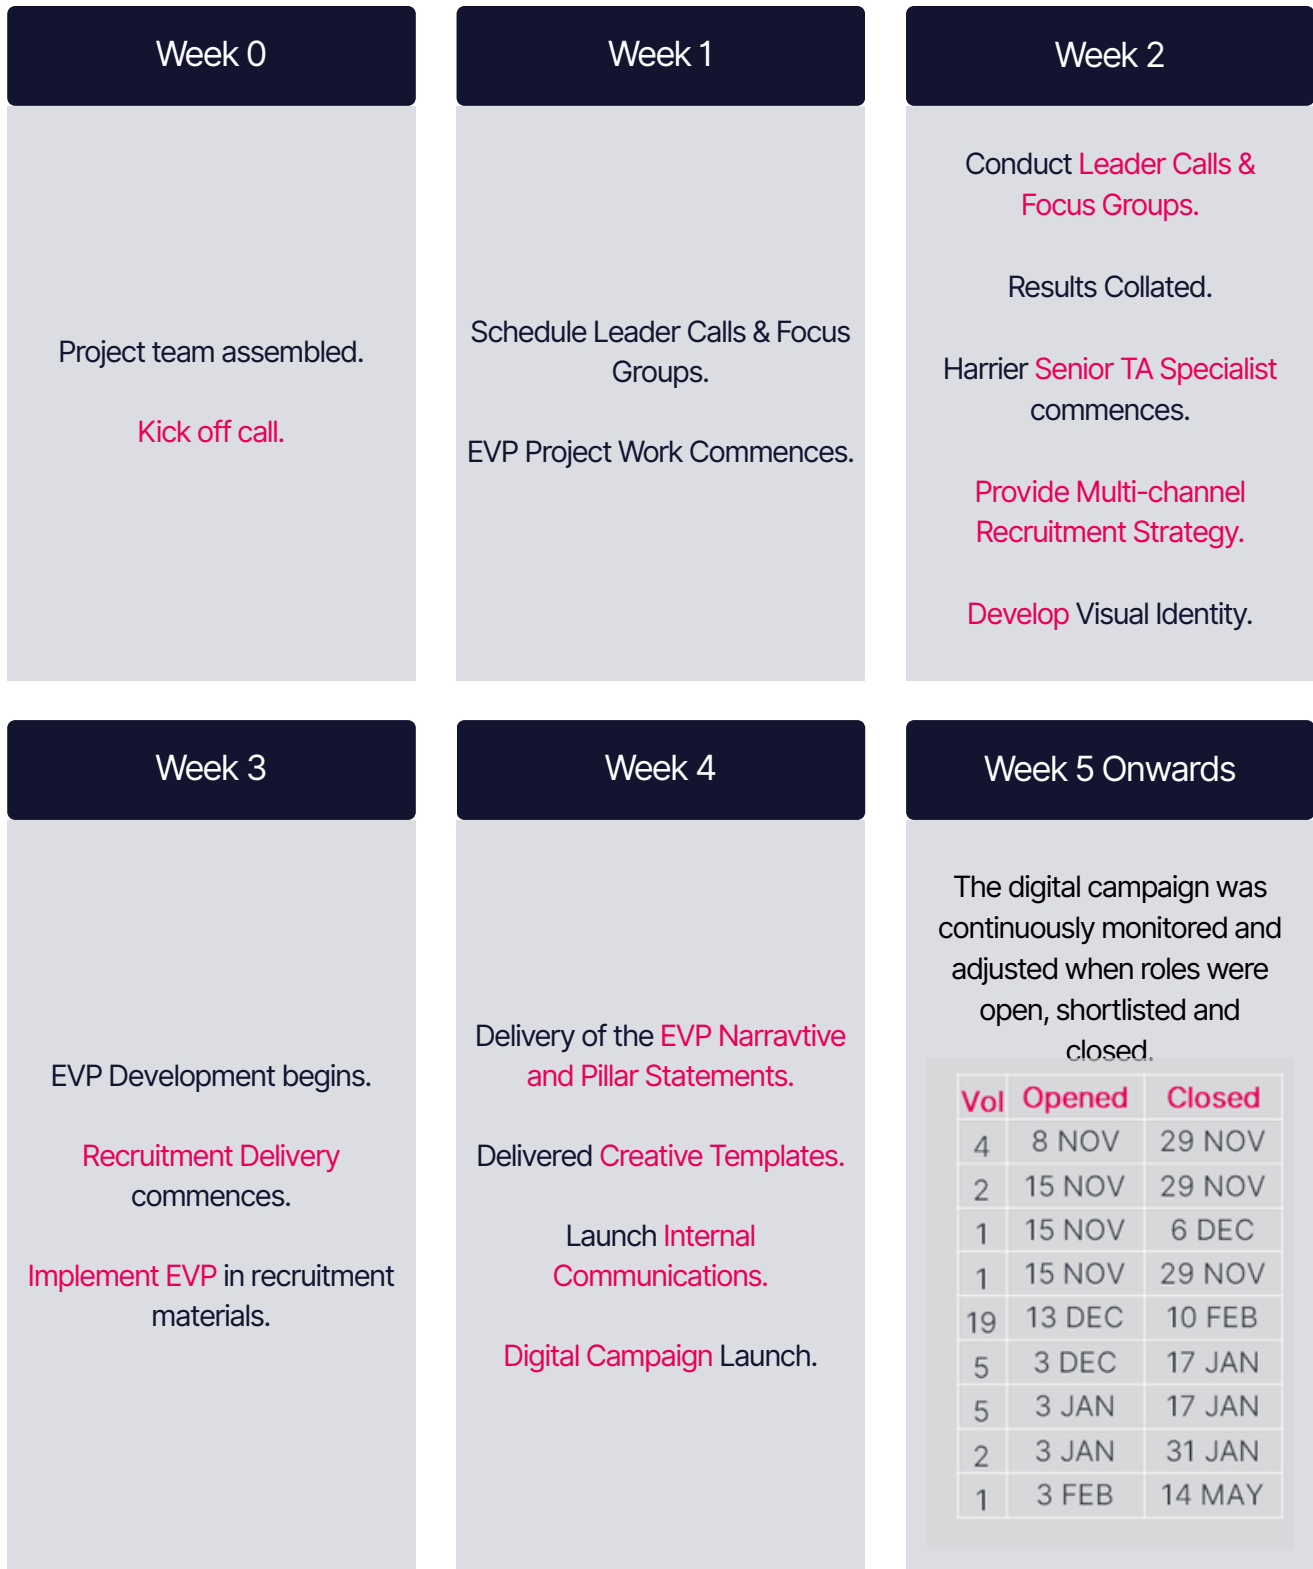 Week 0
Project team assembled.
Kick off call.
Week 1
Schedule Leader Calls & Focus
Groups.
EVP Project Work Commences.
Week 2
Conduct Leader Calls &
Focus Groups.
Results Collated.
Harrier Senior TA Specialist
commences.
Provide Multi-channel
Recruitment Strategy.
Develop Visual Identity.
Week 3
EVP Development begins.
Recruitment Delivery
commences.
Implement EVP in recruitment
materials.
Week 4
Delivery of the EVP Narravtive
and Pillar Statements.
Delivered Creative Templates.
Launch Internal
Communications.
Digital Campaign Launch.
Week 5 Onwards
The digital campaign was
continuously monitored and
adjusted when roles were
open, shortlisted and
closed.
Vol Opened Closed
4 8 NOV 29 NOV
2 15 NOV 29 NOV
1 15 NOV 6 DEC
1 15 NOV 29 NOV
19 13 DEC 10 FEB
5 3 DEC 17 JAN
5 3 JAN 17 JAN
2 3 JAN 31 JAN
1 3 FEB 14 MAY